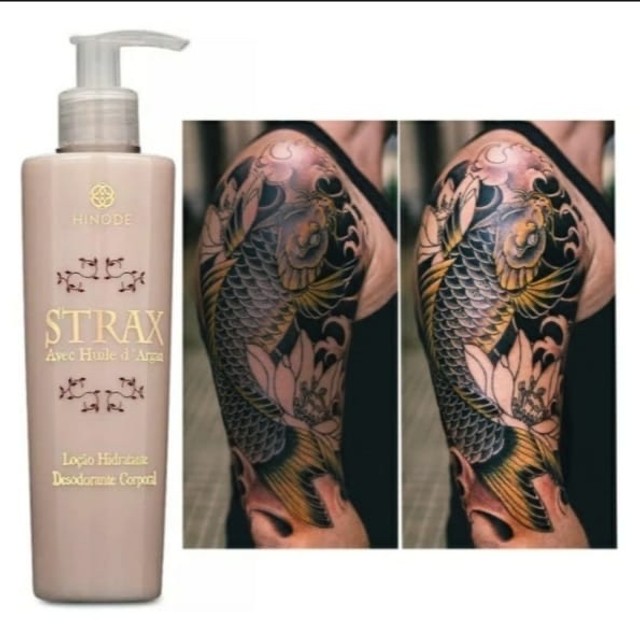 HINODE
STRAX
Avec Huile d'Argan
Loção Hidratante
Desodorante Corporal